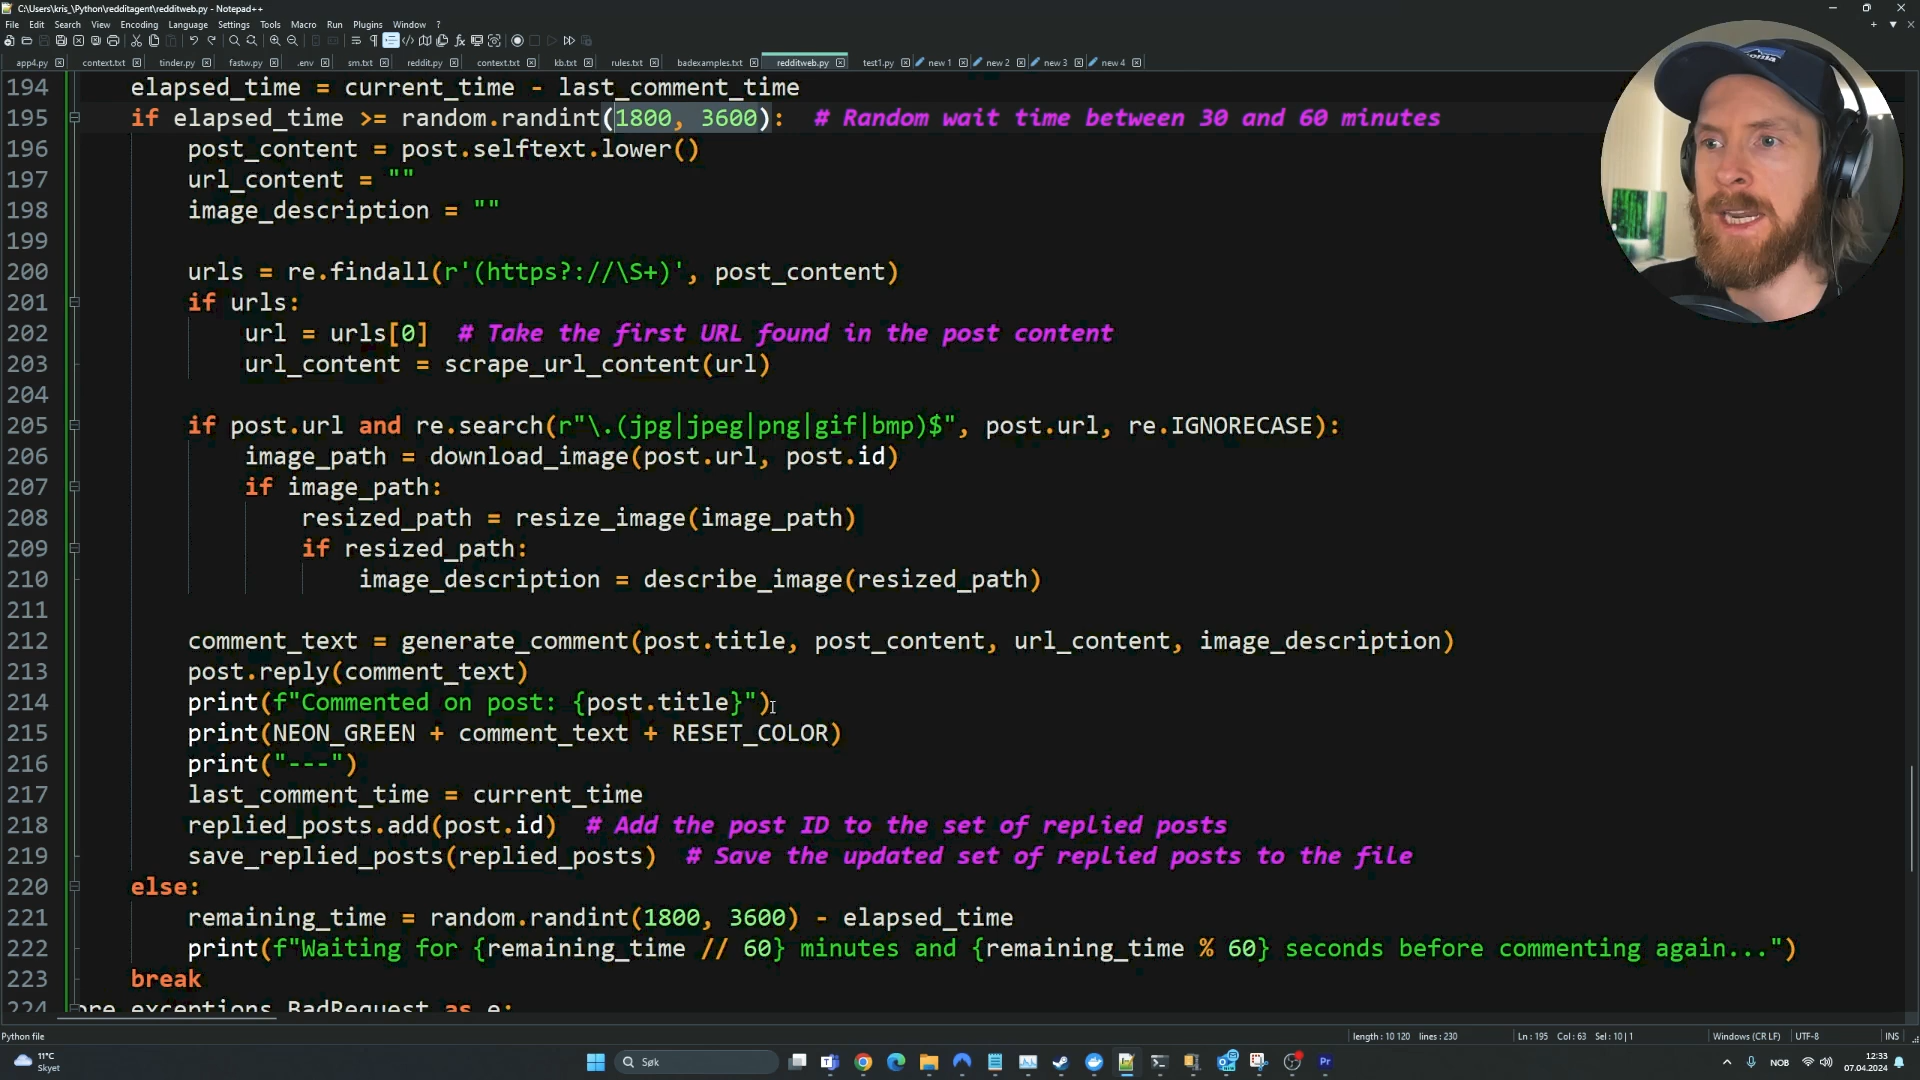 C:\Users\kris_\Python\redditagent\redditweb.py - Notepad++
File Edit Search View Encoding Language Settings Tools Macro Run Plugins Window ?
app4.py context.txt tinder.py fastw.py .env sm.txt reddit.py context.txt kb.txt rules.txt badexamples.txt redditweb.py test1.py new 1 new 2 new 3 new 4
194 elapsed_time = current_time - last_comment_time
195 if elapsed_time >= random.randint(1800, 3600): # Random wait time between 30 and 60 minutes
196 post_content = post.selftext.lower()
197 url_content = ""
198 image_description = ""
199
200 urls = re.findall(r'(https?://\S+)', post_content)
201 if urls:
202 url = urls[0] # Take the first URL found in the post content
203 url_content = scrape_url_content(url)
204
205 if post.url and re.search(r"\.(jpg|jpeg|png|gif|bmp)$", post.url, re.IGNORECASE):
206 image_path = download_image(post.url, post.id)
207 if image_path:
208 resized_path = resize_image(image_path)
209 if resized_path:
210 image_description = describe_image(resized_path)
211
212 comment_text = generate_comment(post.title, post_content, url_content, image_description)
213 post.reply(comment_text)
214 print(f"Commented on post: {post.title}")
215 print(NEON_GREEN + comment_text + RESET_COLOR)
216 print("---")
217 last_comment_time = current_time
218 replied_posts.add(post.id) # Add the post ID to the set of replied posts
219 save_replied_posts(replied_posts) # Save the updated set of replied posts to the file
220 else:
221 remaining_time = random.randint(1800, 3600) - elapsed_time
222 print(f"Waiting for {remaining_time // 60} minutes and {remaining_time % 60} seconds before commenting again...")
223 break
224 ore.exceptions.BadRequest as e:
Python file length : 10 120 lines : 230 Ln : 195 Col : 63 Sel : 10 | 1 Windows (CR LF) UTF-8 INS
11°C
Skyet
Søk
NOB
12:33
07.04.2024